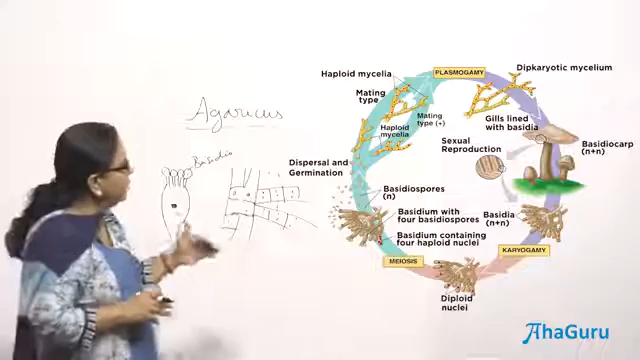 Agaricus
Basidio
PLASMOGAMY
Haploid mycelia
Dipkaryotic mycelium
Mating
type
Mating
type (+)
Haploid
mycelia
Gills lined
with basidia
Sexual
Reproduction
Basidiocarp
(n+n)
Dispersal and
Germination
Basidiospores
(n)
Basidium with
four basidiospores
Basidia
(n+n)
Basidium containing
four haploid nuclei
KARYOGAMY
MEIOSIS
Diploid
nuclei
AhaGuru